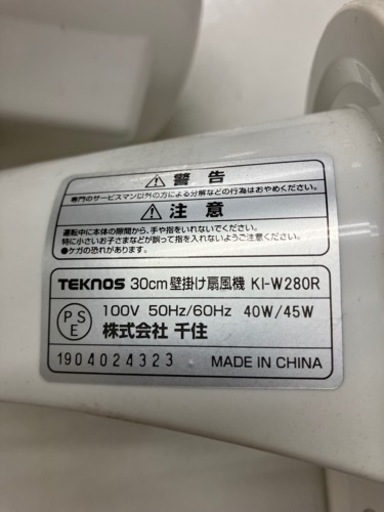 ⚠ 警告
専門のサービスマン以外の方による分解などの行為はおやめください。
⚠ 注意
運転中に本体の隙間から、手や指をいれないでください。
特に小さいお子さまなどが誤って指を入れないようご注意ください。
●ケガの恐れがあります。
TEKNOS 30cm 壁掛け扇風機 KI-W280R
PSE 100V 50Hz/60Hz 40W/45W
株式会社 千住
1904024323 MADE IN CHINA